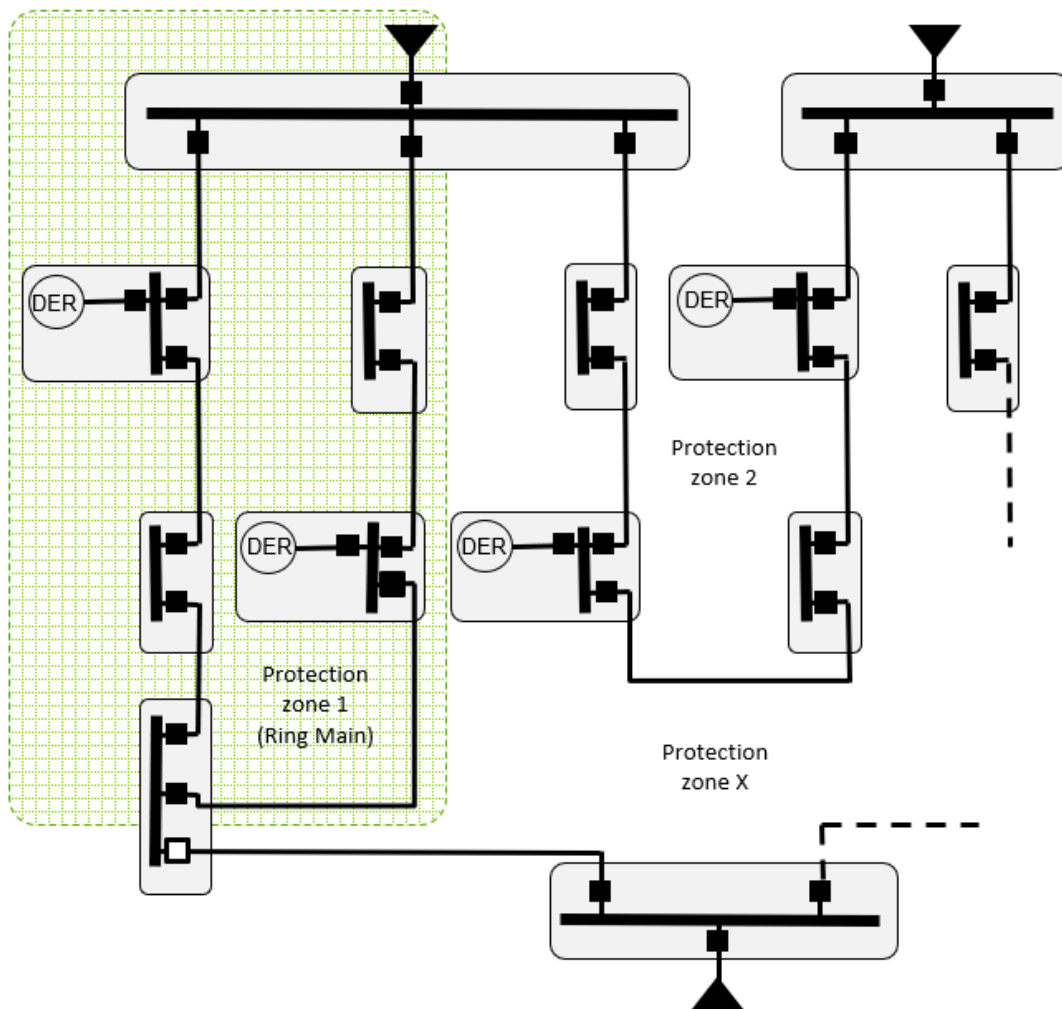 DER
DER
Protection
zone 2
DER
DER
Protection
zone 1
(Ring Main)
Protection
zone X